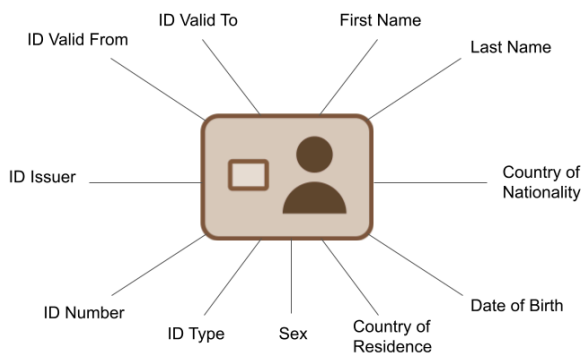 ID Valid To
First Name
ID Valid From
Last Name
ID Issuer
Country of
Nationality
ID Number
Date of Birth
ID Type
Sex
Country of
Residence